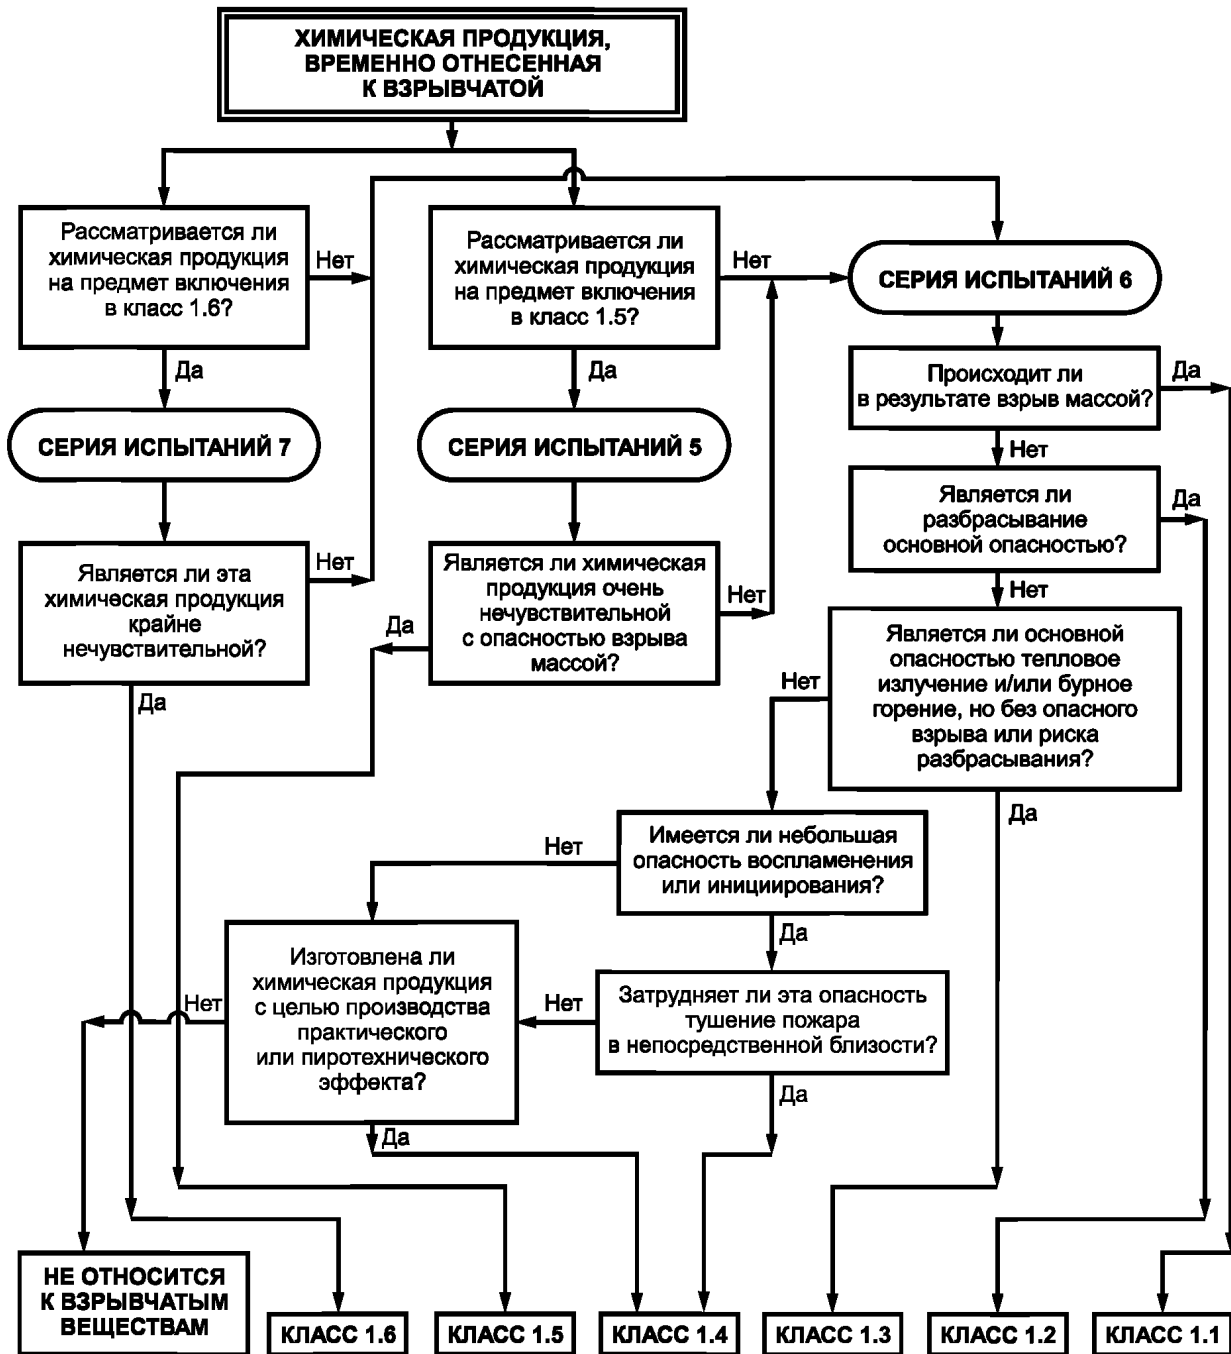 ХИМИЧЕСКАЯ ПРОДУКЦИЯ,
ВРЕМЕННО ОТНЕСЕННАЯ
К ВЗРЫВЧАТОЙ
Рассматривается ли
химическая продукция
на предмет включения
в класс 1.6?
Нет
Да
Рассматривается ли
химическая продукция
на предмет включения
в класс 1.5?
Нет
Да
СЕРИЯ ИСПЫТАНИЙ 6
Происходит ли
в результате взрыв массой?
Да
Нет
СЕРИЯ ИСПЫТАНИЙ 7
СЕРИЯ ИСПЫТАНИЙ 5
Является ли
разбрасывание
основной опасностью?
Да
Нет
Является ли эта
химическая продукция
крайне
нечувствительной?
Нет
Да
Является ли химическая
продукция очень
нечувствительной
с опасностью взрыва
массой?
Нет
Да
Является ли основной
опасностью тепловое
излучение и/или бурное
горение, но без опасного
взрыва или риска
разбрасывания?
Нет
Да
Имеется ли небольшая
опасность воспламенения
или инициирования?
Нет
Да
Изготовлена ли
химическая продукция
с целью производства
практического
или пиротехнического
эффекта?
Нет
Да
Затрудняет ли эта опасность
тушение пожара
в непосредственной близости?
Нет
Да
НЕ ОТНОСИТСЯ
К ВЗРЫВЧАТЫМ
ВЕЩЕСТВАМ
КЛАСС 1.6
КЛАСС 1.5
КЛАСС 1.4
КЛАСС 1.3
КЛАСС 1.2
КЛАСС 1.1